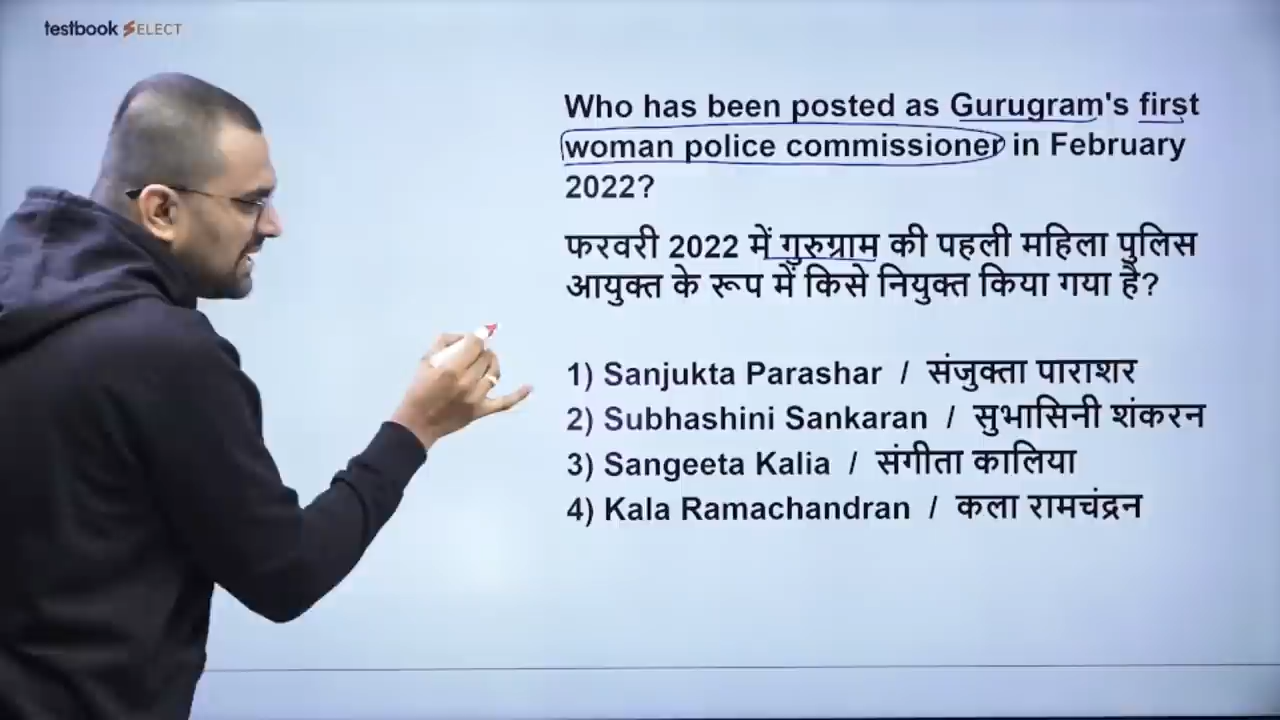 testbook SELECT
Who has been posted as Gurugram's first
woman police commissioner in February
2022?
फरवरी 2022 में गुरुग्राम की पहली महिला पुलिस
आयुक्त के रूप में किसे नियुक्त किया गया है?
1) Sanjukta Parashar / संजुक्ता पाराशर
2) Subhashini Sankaran / सुभासिनी शंकरन
3) Sangeeta Kalia / संगीता कालिया
4) Kala Ramachandran / कला रामचंद्रन